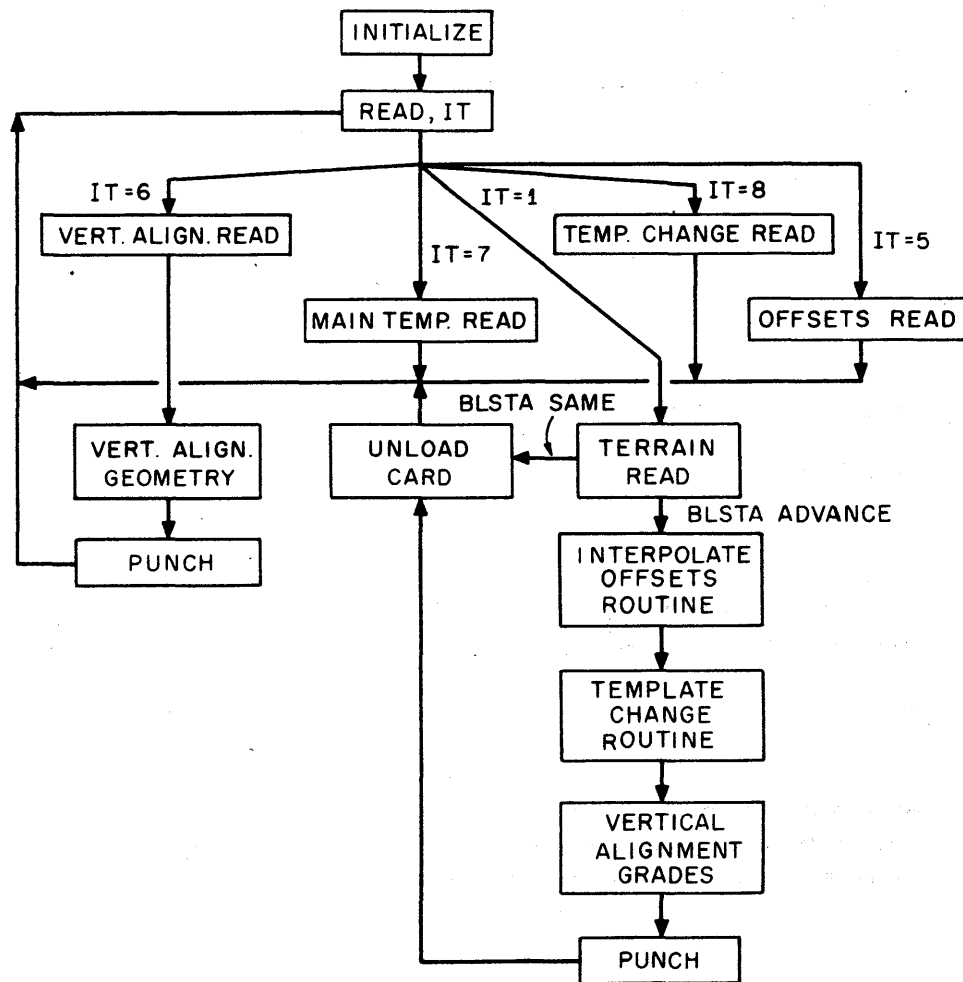 INITIALIZE
READ, IT
IT=6
IT=1
IT=8
VERT. ALIGN. READ
TEMP. CHANGE READ
IT=7
IT=5
MAIN TEMP. READ
OFFSETS READ
BLSTA SAME
VERT. ALIGN.
GEOMETRY
UNLOAD
CARD
TERRAIN
READ
BLSTA ADVANCE
PUNCH
INTERPOLATE
OFFSETS
ROUTINE
TEMPLATE
CHANGE
ROUTINE
VERTICAL
ALIGNMENT
GRADES
PUNCH